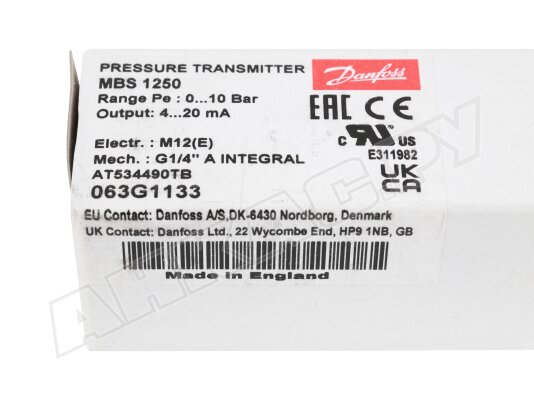 PRESSURE TRANSMITTER
MBS 1250
Range Pe : 0...10 Bar
Output: 4...20 mA
Danfoss
EAC CE
c RU US
E311982
Electr. : M12(E)
Mech. : G1/4" A INTEGRAL
AT534490TB
063G1133
UK
CA
EU Contact: Danfoss A/S,DK-6430 Nordborg, Denmark
UK Contact: Danfoss Ltd., 22 Wycombe End, HP9 1NB, GB
Made in England